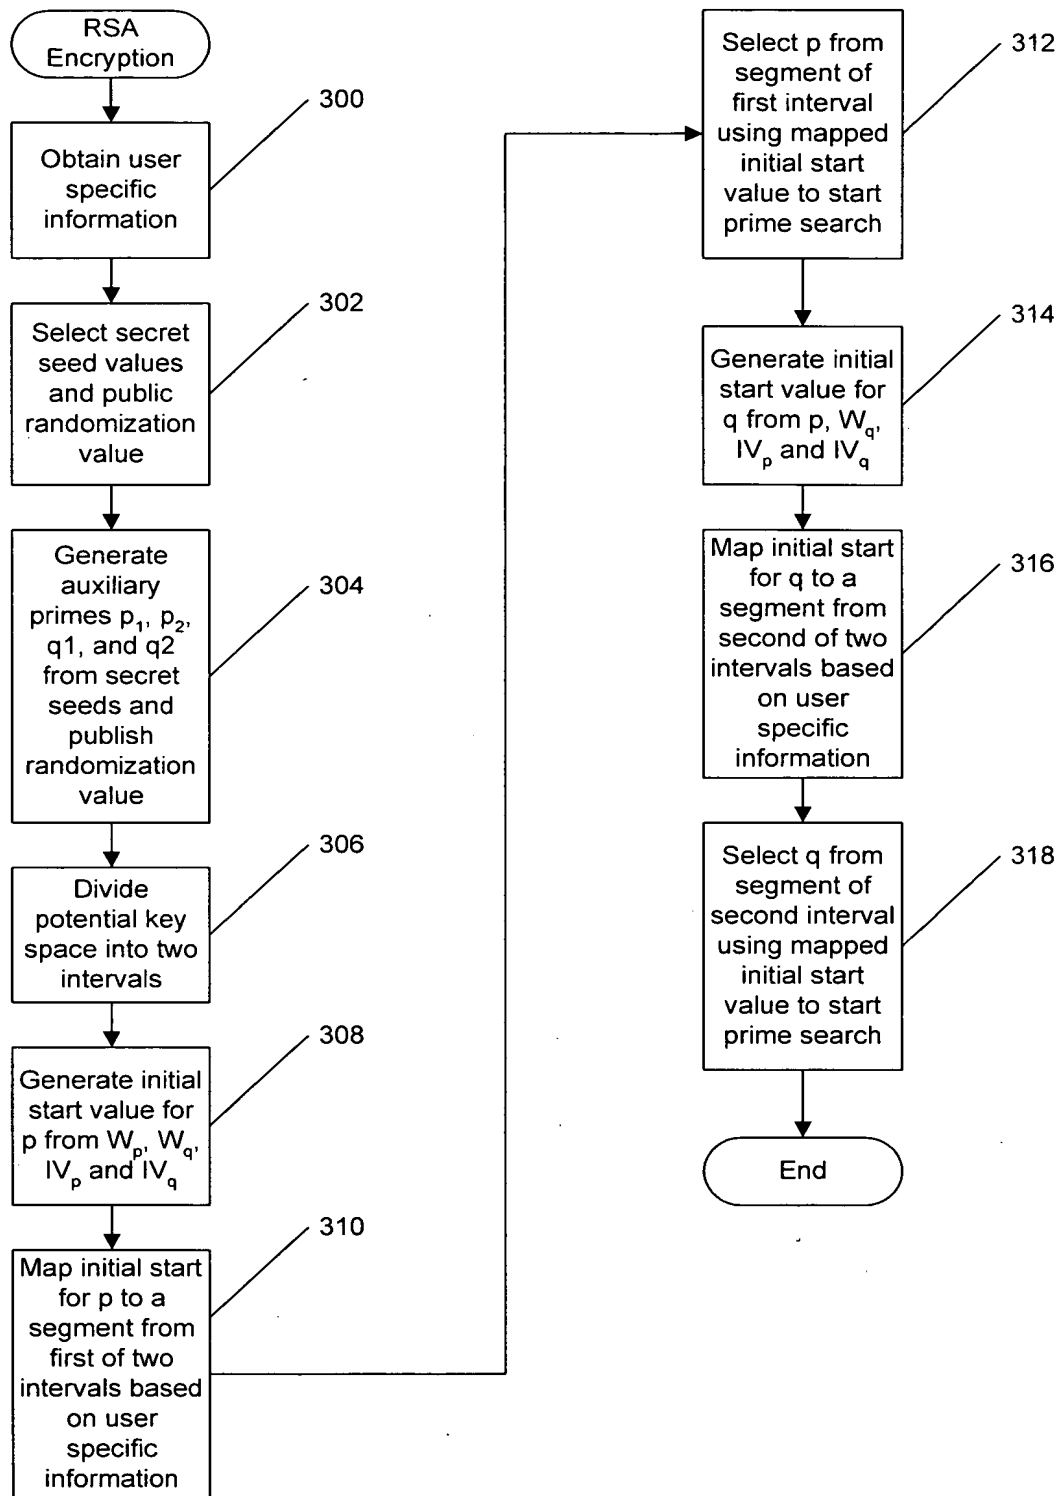 RSA
Encryption
300
Obtain user
specific
information
302
Select secret
seed values
and public
randomization
value
304
Generate
auxiliary
primes p₁, p₂,
q1, and q2
from secret
seeds and
publish
randomization
value
306
Divide
potential key
space into two
intervals
308
Generate initial
start value for
p from Wₚ, W_q,
IVₚ and IV_q
310
Map initial start
for p to a
segment from
first of two
intervals based
on user
specific
information
312
Select p from
segment of
first interval
using mapped
initial start
value to start
prime search
314
Generate initial
start value for
q from p, W_q,
IVₚ and IV_q
316
Map initial start
for q to a
segment from
second of two
intervals based
on user
specific
information
318
Select q from
segment of
second interval
using mapped
initial start
value to start
prime search
End